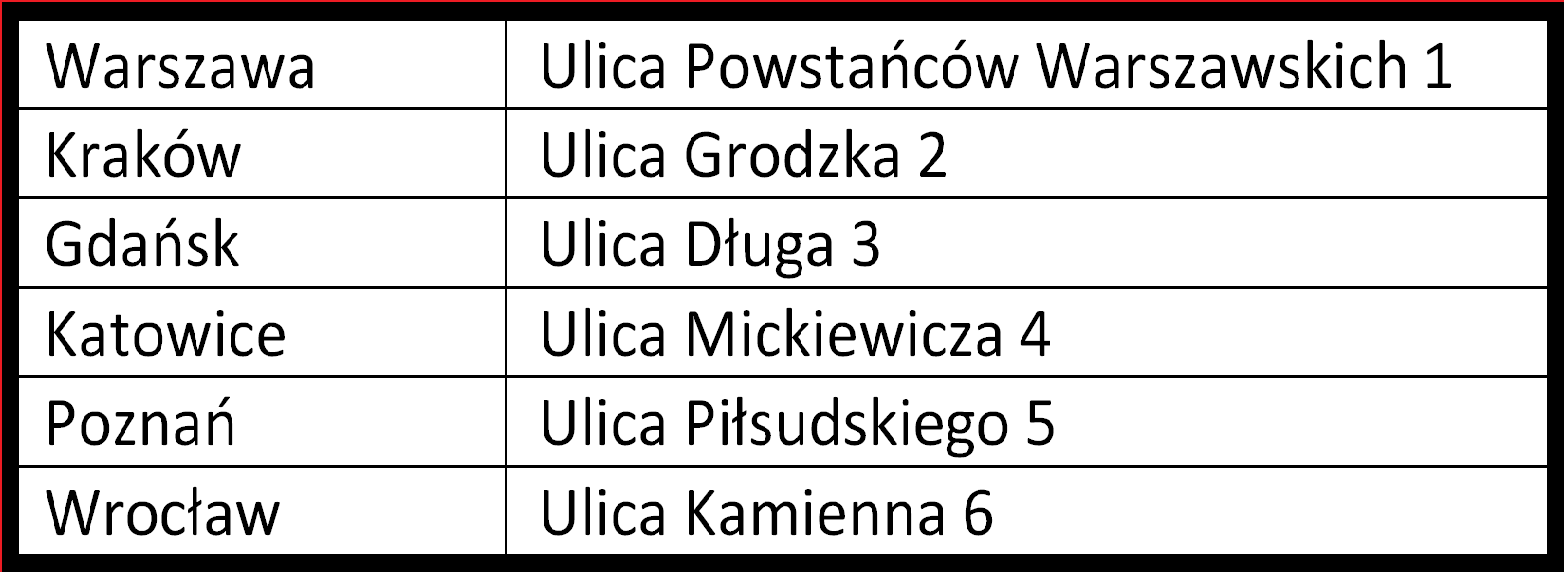 Warszawa Ulica Powstańców Warszawskich 1
Kraków Ulica Grodzka 2
Gdańsk Ulica Długa 3
Katowice Ulica Mickiewicza 4
Poznań Ulica Piłsudskiego 5
Wrocław Ulica Kamienna 6